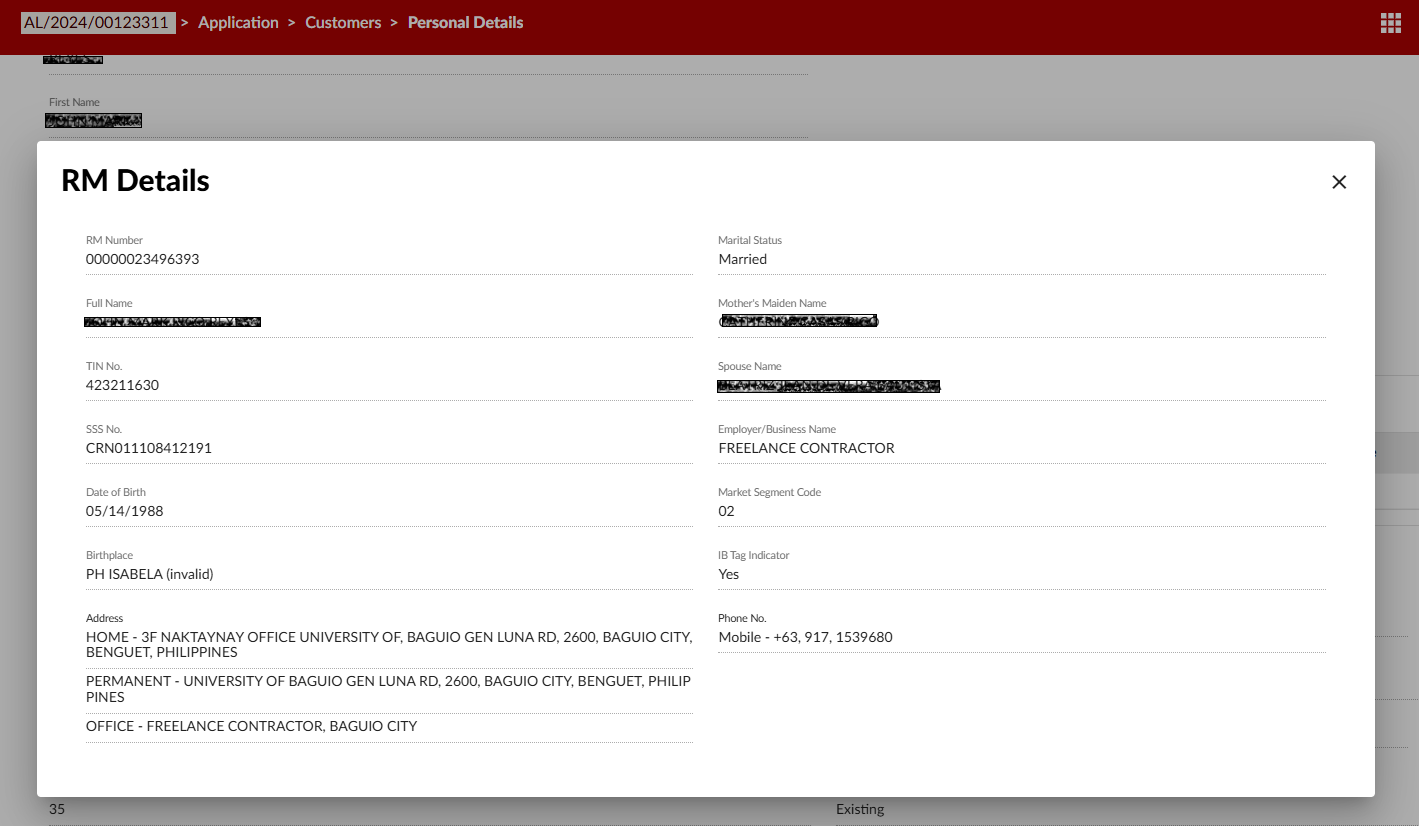 AL/2024/00123311 > Application > Customers > Personal Details
First Name
RM Details
RM Number
00000023496393
Marital Status
Married
Full Name
Mother's Maiden Name
TIN No.
423211630
Spouse Name
SSS No.
CRN011108412191
Employer/Business Name
FREELANCE CONTRACTOR
Date of Birth
05/14/1988
Market Segment Code
02
Birthplace
PH ISABELA (invalid)
IB Tag Indicator
Yes
Address
HOME - 3F NAKTAYNAY OFFICE UNIVERSITY OF, BAGUIO GEN LUNA RD, 2600, BAGUIO CITY,
BENGUET, PHILIPPINES
PERMANENT - UNIVERSITY OF BAGUIO GEN LUNA RD, 2600, BAGUIO CITY, BENGUET, PHILIP
PINES
OFFICE - FREELANCE CONTRACTOR, BAGUIO CITY
Phone No.
Mobile - +63, 917, 1539680
35
Existing